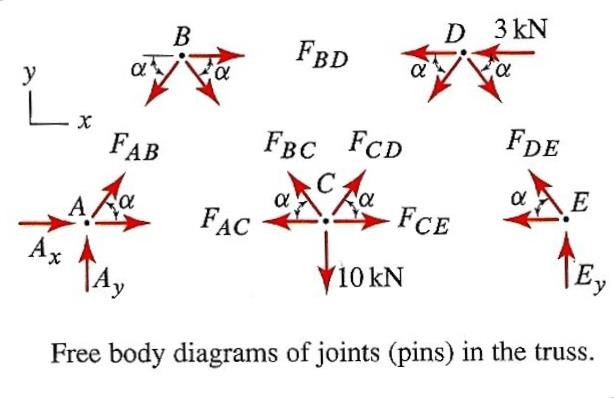 B F_BD D 3 kN
α α α α
y
x
F_AB F_BC F_CD F_DE
A α α C α α E
A_x F_AC F_CE
A_y 10 kN E_y
Free body diagrams of joints (pins) in the truss.